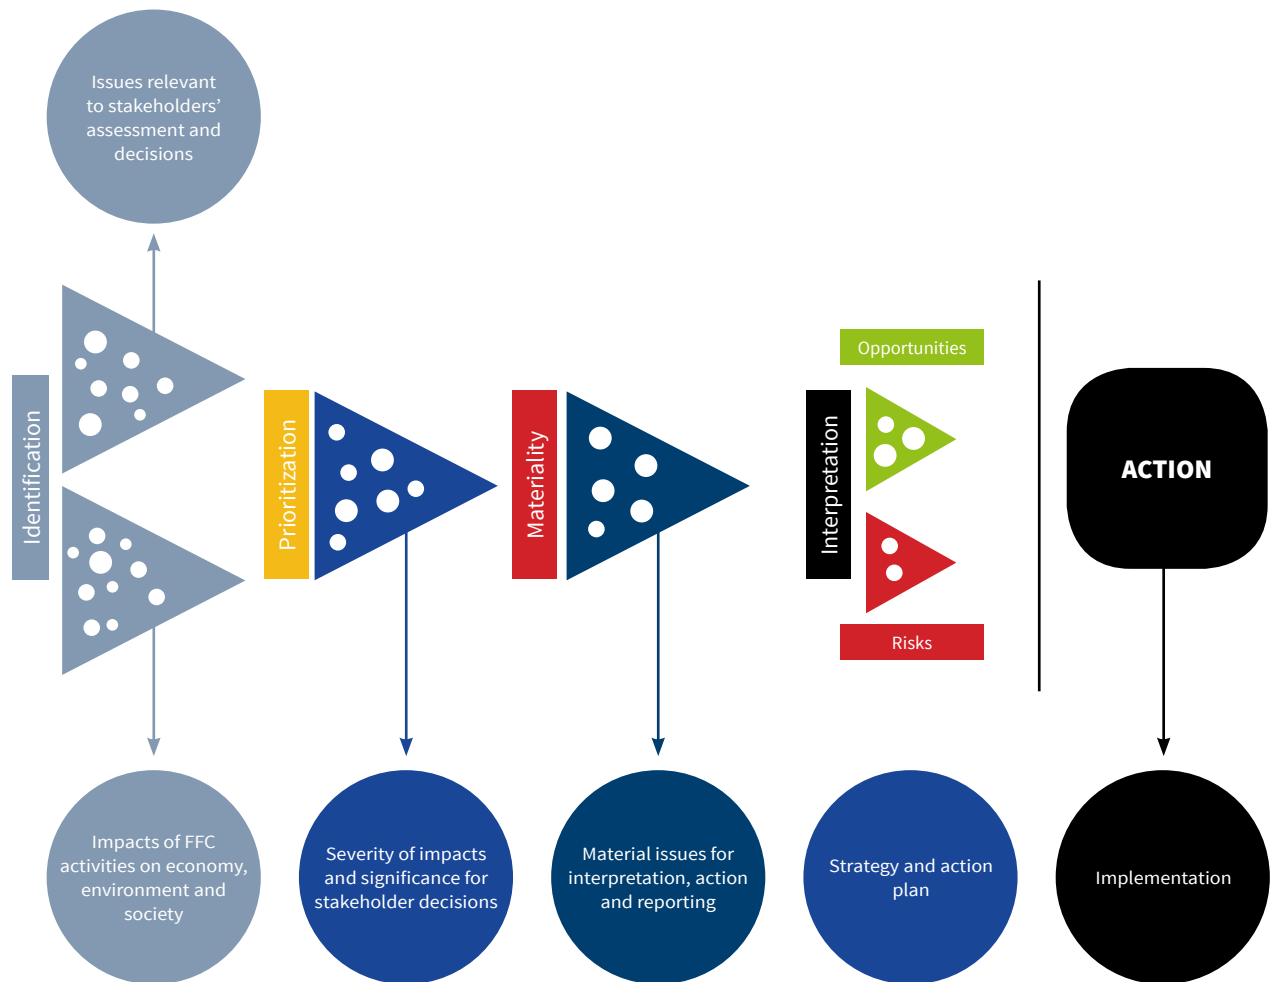 Issues relevant
to stakeholders’
assessment and
decisions
Identification
Prioritization
Materiality
Interpretation
Opportunities
Risks
ACTION
Impacts of FFC
activities on economy,
environment and
society
Severity of impacts
and significance for
stakeholder decisions
Material issues for
interpretation, action
and reporting
Strategy and action
plan
Implementation